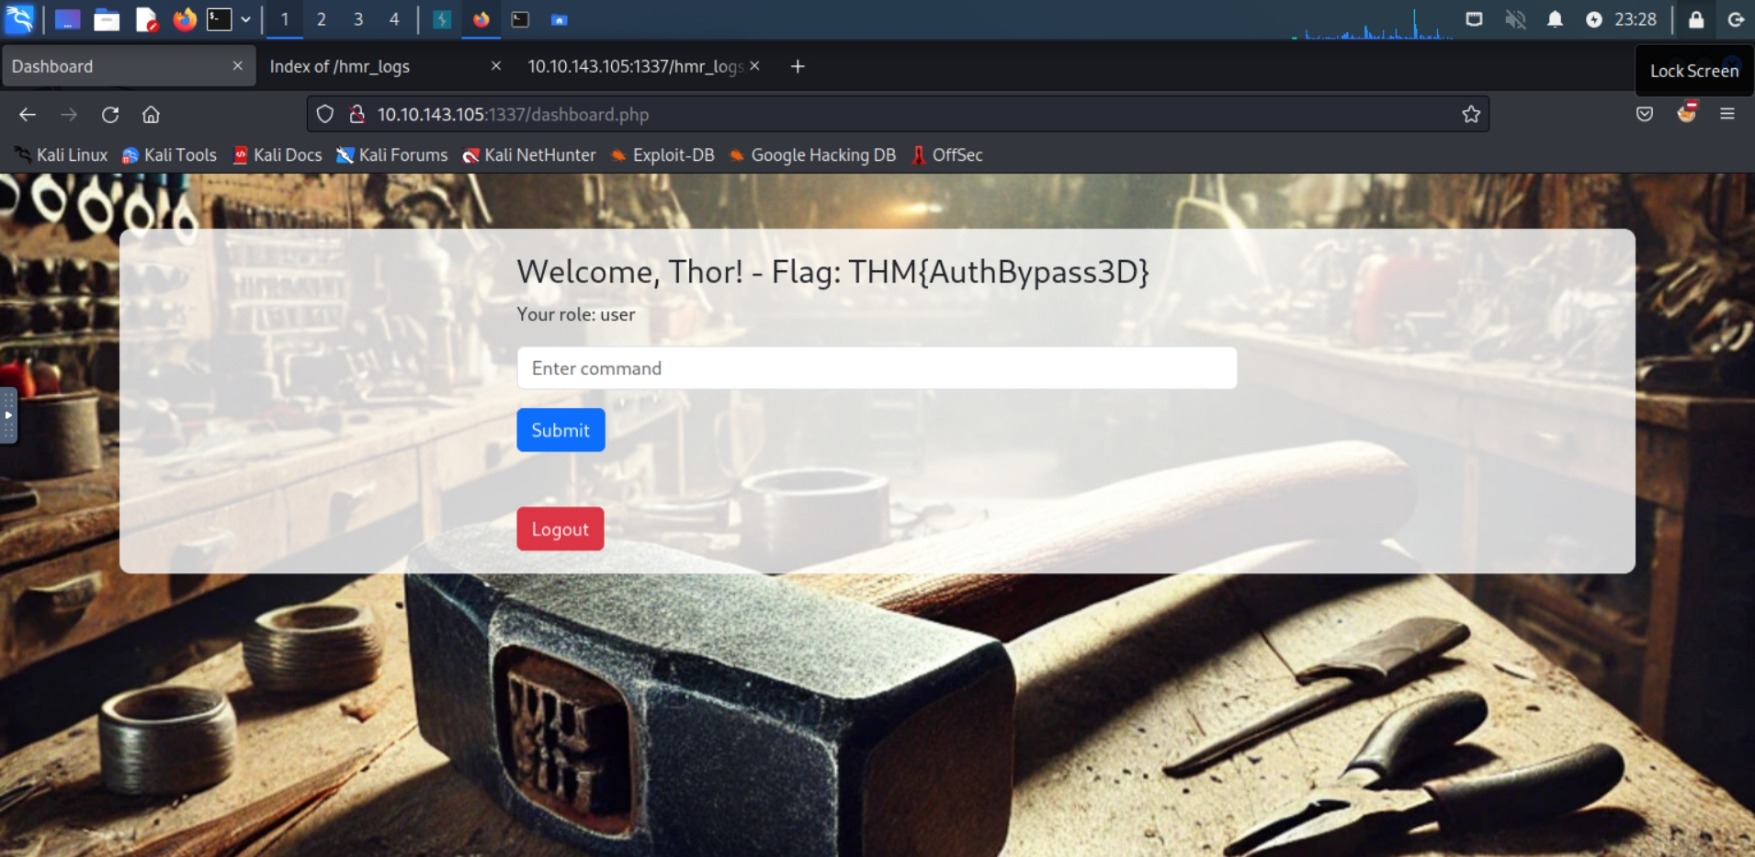 1 2 3 4 23:28
Dashboard Index of /hmr_logs 10.10.143.105:1337/hmr_logs Lock Screen
10.10.143.105:1337/dashboard.php
Kali Linux Kali Tools Kali Docs Kali Forums Kali NetHunter Exploit-DB Google Hacking DB OffSec
Welcome, Thor! - Flag: THM{AuthBypass3D}
Your role: user
Enter command
Submit
Logout